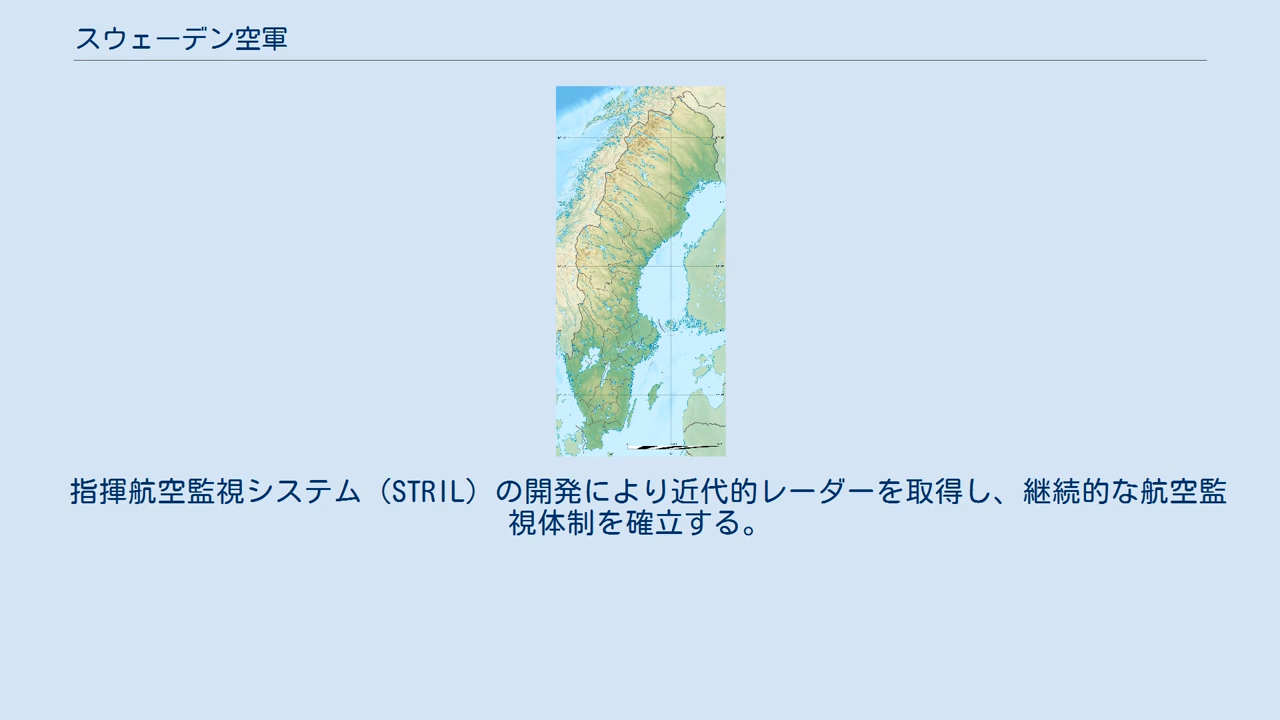 スウェーデン空軍
指揮航空監視システム（STRIL）の開発により近代的レーダーを取得し、継続的な航空監
視体制を確立する。